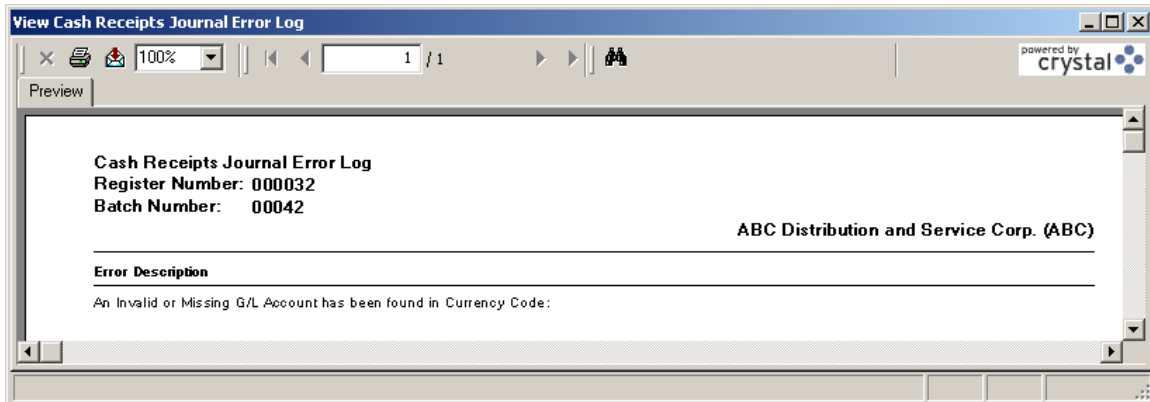 View Cash Receipts Journal Error Log
100% 1 / 1 powered by crystal
Preview
Cash Receipts Journal Error Log
Register Number: 000032
Batch Number: 00042
ABC Distribution and Service Corp. (ABC)
Error Description
An Invalid or Missing G/L Account has been found in Currency Code: